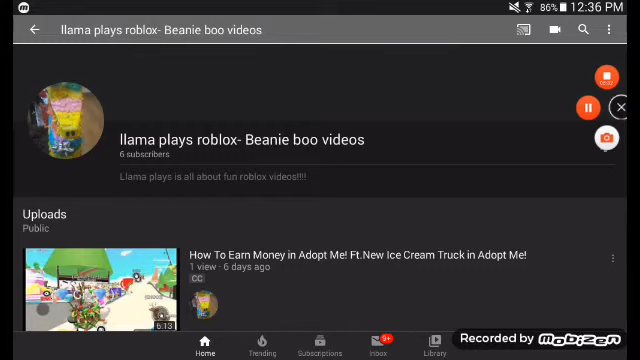 86% 12:36 PM
llama plays roblox- Beanie boo videos
llama plays roblox- Beanie boo videos
6 subscribers
Llama plays is all about fun roblox videos!!!!
Uploads
Public
How To Earn Money in Adopt Me! Ft.New Ice Cream Truck in Adopt Me!
1 view · 6 days ago
CC
6:13
Home
Trending
Subscriptions
9+
Inbox
Library
Recorded by MOBIZEN